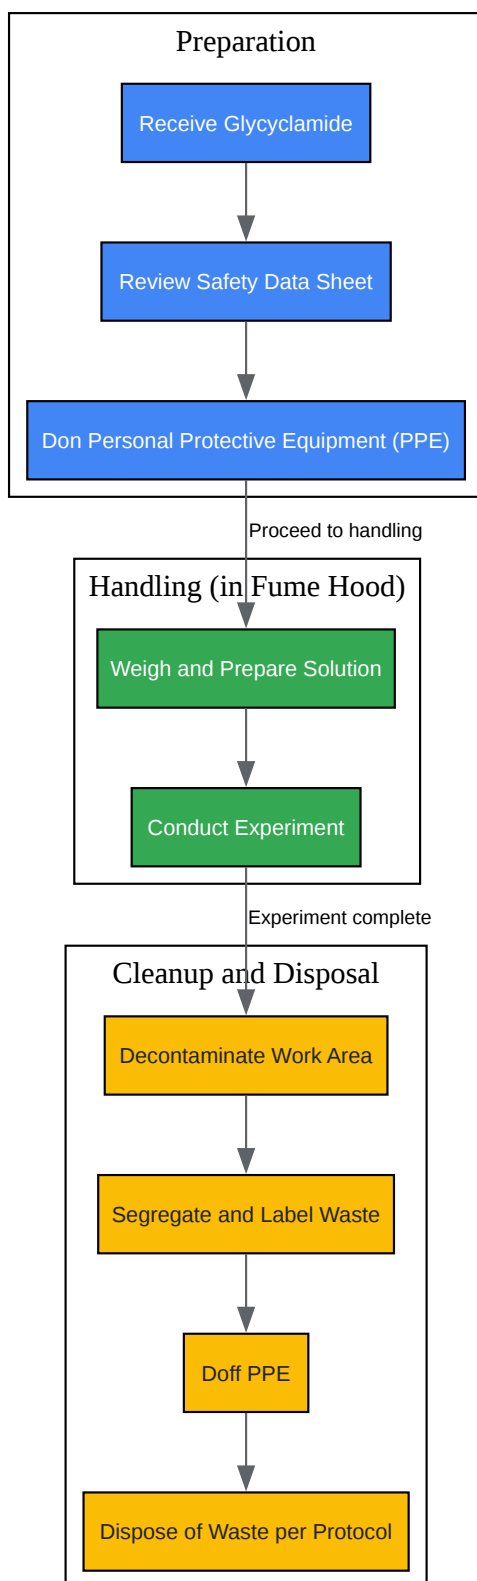 Preparation
Receive Glycyclamide
Review Safety Data Sheet
Don Personal Protective Equipment (PPE)
Proceed to handling
Handling (in Fume Hood)
Weigh and Prepare Solution
Conduct Experiment
Experiment complete
Cleanup and Disposal
Decontaminate Work Area
Segregate and Label Waste
Doff PPE
Dispose of Waste per Protocol